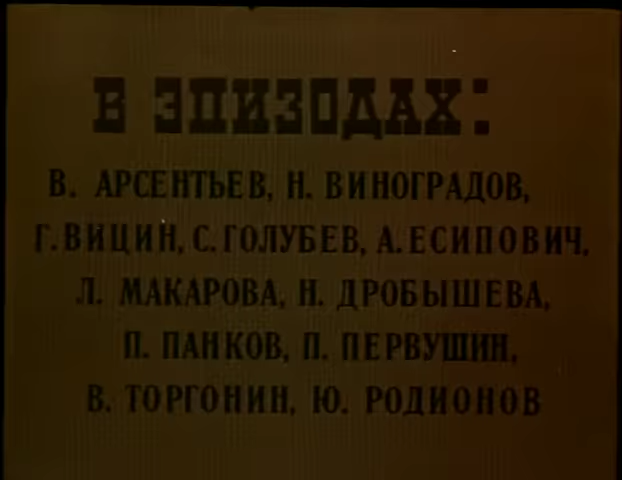 В ЭПИЗОДАХ:
В. АРСЕНТЬЕВ, Н. ВИНОГРАДОВ,
Г. ВИЦИН, С. ГОЛУБЕВ, А. ЕСИПОВИЧ,
Л. МАКАРОВА, Н. ДРОБЫШЕВА,
П. ПАНКОВ, П. ПЕРВУШИН,
В. ТОРГОНИН, Ю. РОДИОНОВ